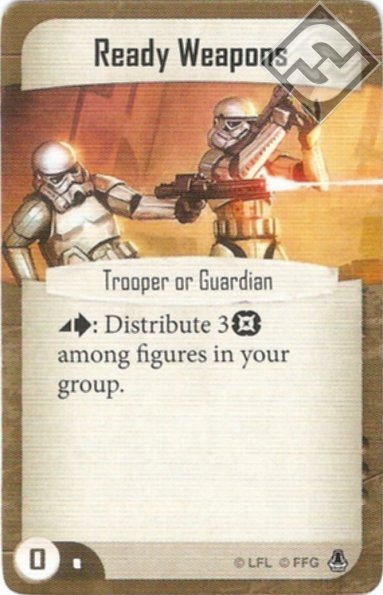 Ready Weapons
Trooper or Guardian
: Distribute 3
among figures in your
group.
0
© LFL © FFG